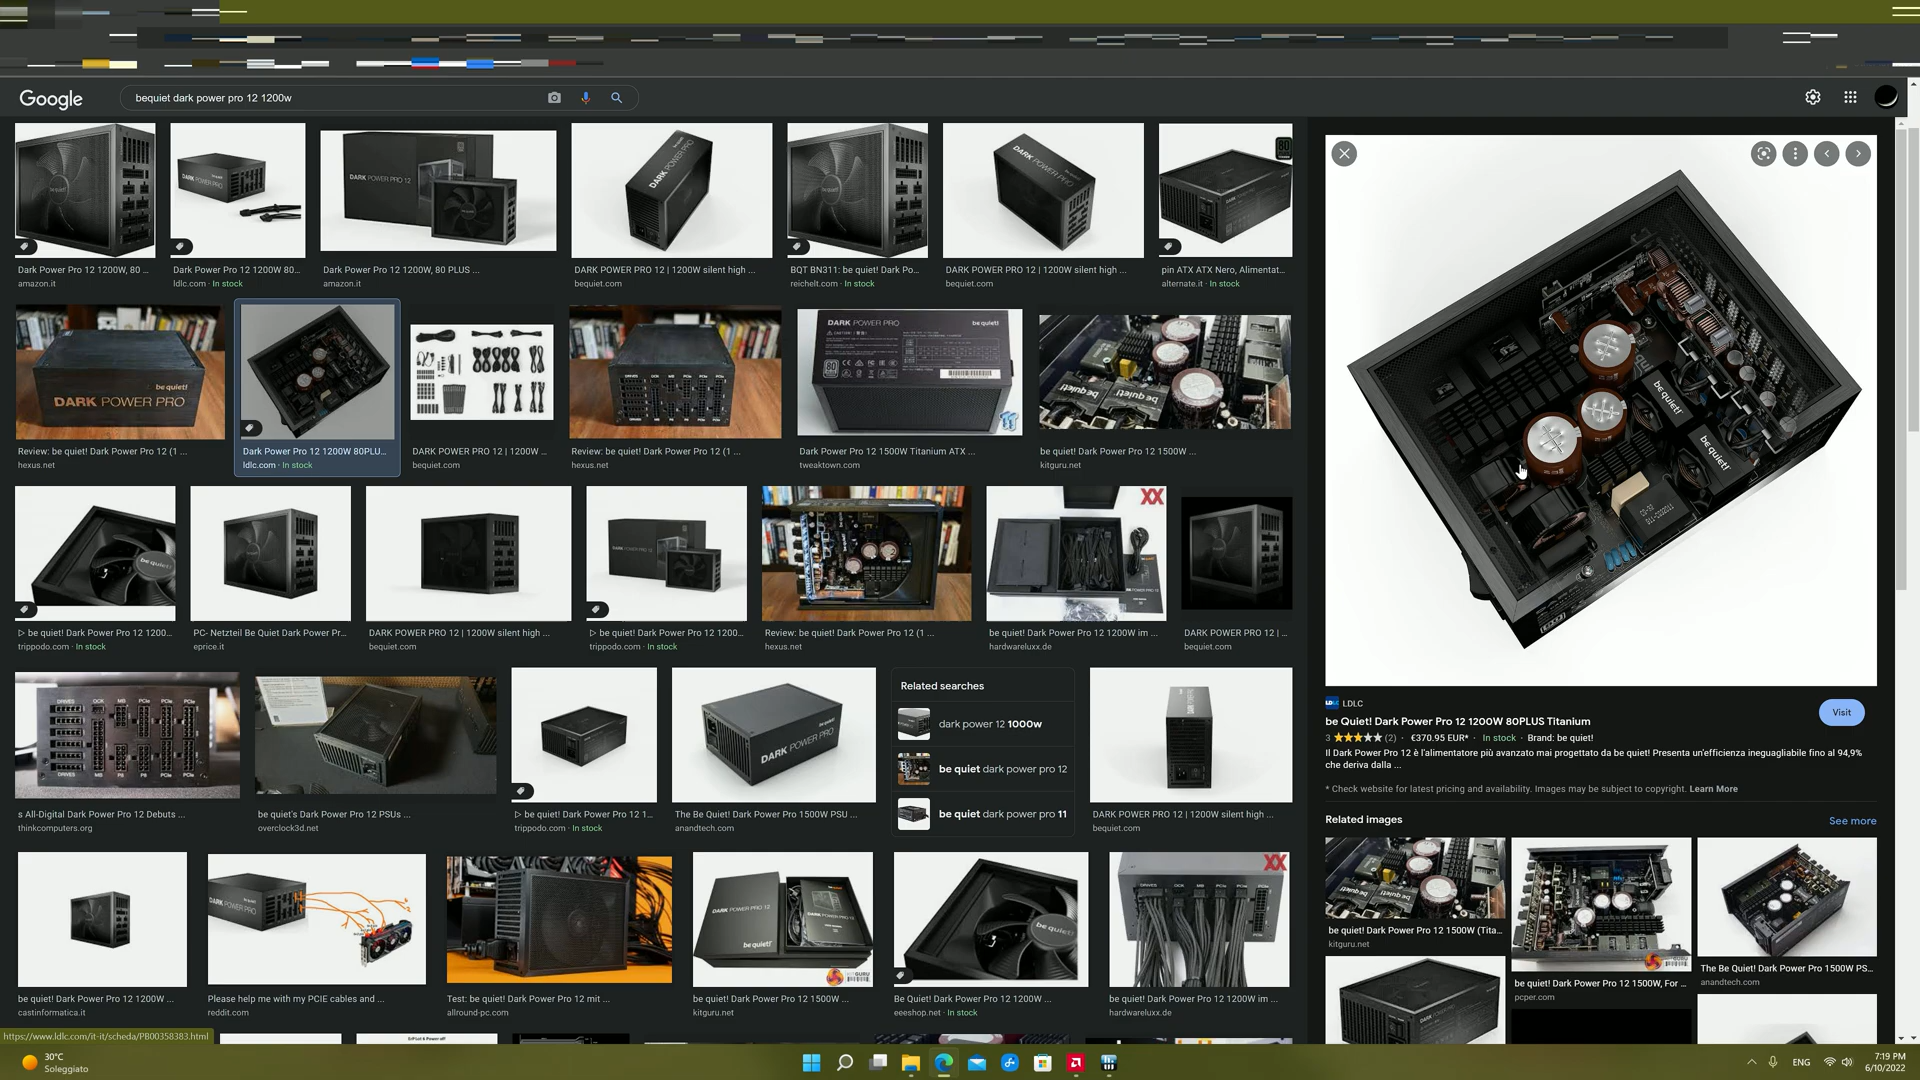 Google
bequiet dark power pro 12 1200w
Dark Power Pro 12 1200W, 80 ...
amazon.it
Dark Power Pro 12 1200W 80...
ldlc.com · In stock
Dark Power Pro 12 1200W, 80 PLUS ...
amazon.it
DARK POWER PRO 12 | 1200W silent high ...
bequiet.com
BQT BN311: be quiet! Dark Po...
reichelt.com · In stock
DARK POWER PRO 12 | 1200W silent high ...
bequiet.com
pin ATX ATX Nero, Alimentat...
alternate.it · In stock
Review: be quiet! Dark Power Pro 12 (1 ...
hexus.net
Dark Power Pro 12 1200W 80PLU...
ldlc.com · In stock
DARK POWER PRO 12 | 1200W ...
bequiet.com
Review: be quiet! Dark Power Pro 12 (1 ...
hexus.net
Dark Power Pro 12 1500W Titanium ATX ...
tweaktown.com
be quiet! Dark Power Pro 12 1500W ...
kitguru.net
▷ be quiet! Dark Power Pro 12 1200...
trippodo.com · In stock
PC- Netzteil Be Quiet Dark Power Pr...
eprice.it
DARK POWER PRO 12 | 1200W silent high ...
bequiet.com
▷ be quiet! Dark Power Pro 12 1200...
trippodo.com · In stock
Review: be quiet! Dark Power Pro 12 (1 ...
hexus.net
be quiet! Dark Power Pro 12 1200W im ...
hardwareluxx.de
DARK POWER PRO 12 | ...
bequiet.com
s All-Digital Dark Power Pro 12 Debuts ...
thinkcomputers.org
be quiet's Dark Power Pro 12 PSUs ...
overclock3d.net
▷ be quiet! Dark Power Pro 12 1...
trippodo.com · In stock
The Be Quiet! Dark Power Pro 1500W PSU ...
anandtech.com
Related searches
dark power 12 1000w
be quiet dark power pro 12
be quiet dark power pro 11
DARK POWER PRO 12 | 1200W silent high ...
bequiet.com
be quiet! Dark Power Pro 12 1200W ...
castinformatica.it
Please help me with my PCIE cables and ...
reddit.com
Test: be quiet! Dark Power Pro 12 mit ...
allround-pc.com
be quiet! Dark Power Pro 12 1500W ...
kitguru.net
Be Quiet! Dark Power Pro 12 1200W ...
eeeshop.net · In stock
be quiet! Dark Power Pro 12 1200W im ...
hardwareluxx.de
be quiet!
be quiet!
LDLC
Visit
be Quiet! Dark Power Pro 12 1200W 80PLUS Titanium
3 ★★★★★ (2) · €370.95 EUR* · In stock · Brand: be quiet!
Il Dark Power Pro 12 è l'alimentatore più avanzato mai progettato da be quiet! Presenta un'efficienza ineguagliabile fino al 94,9%
che deriva dalla ...
* Check website for latest pricing and availability. Images may be subject to copyright. Learn More
Related images
See more
be quiet! Dark Power Pro 12 1500W (Tita...
kitguru.net
be quiet! Dark Power Pro 12 1500W, For ...
pcper.com
The Be Quiet! Dark Power Pro 1500W PS...
anandtech.com
https://www.ldlc.com/it-it/scheda/PB00358383.html
30°C
Soleggiato
ENG
7:19 PM
6/10/2022